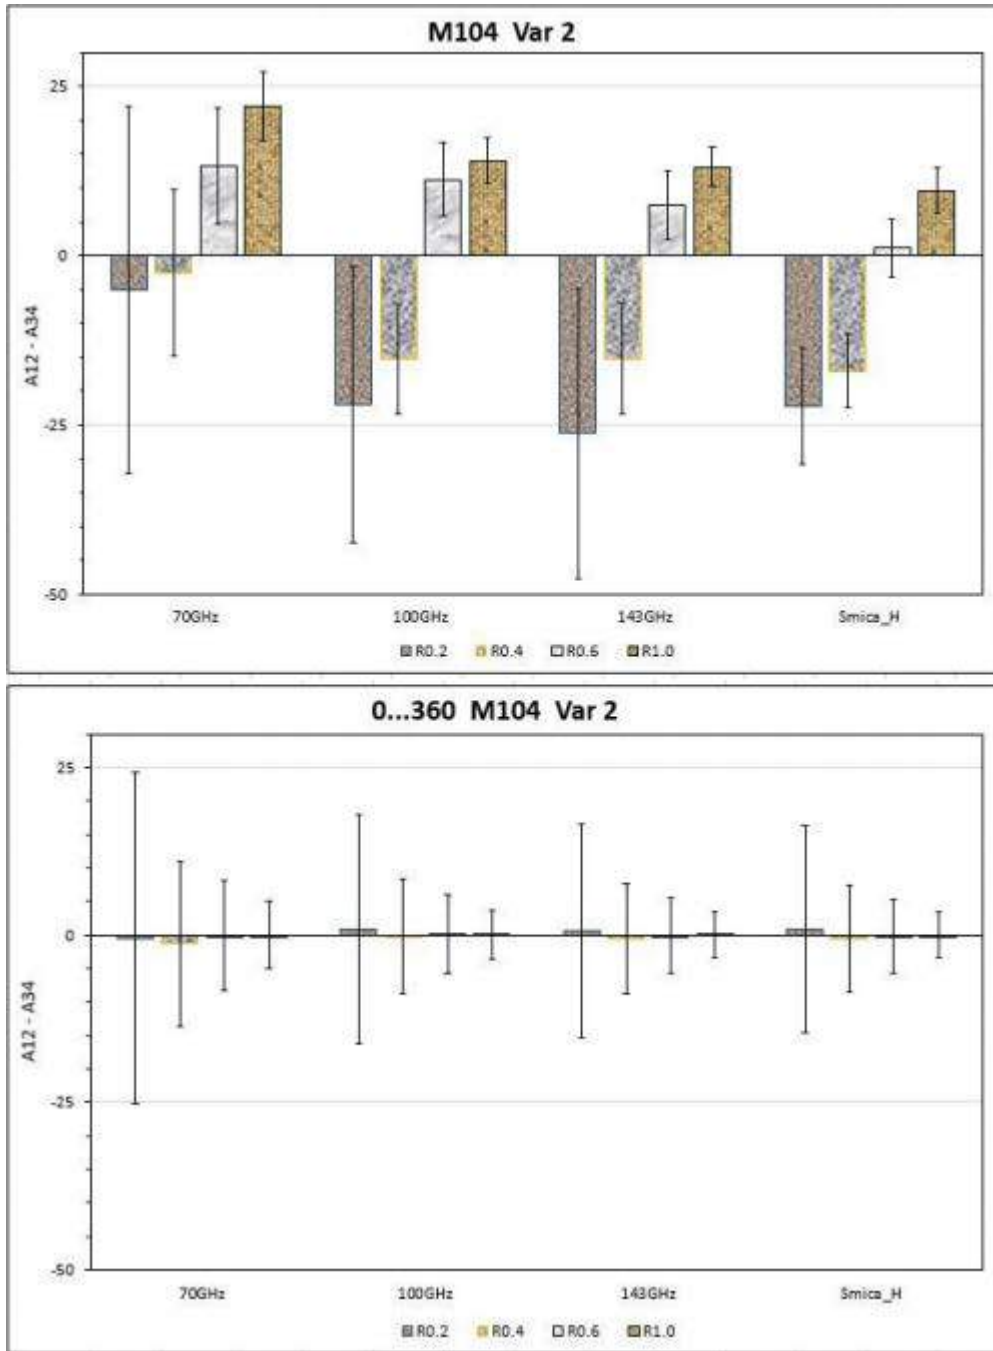 M104 Var 2
25
0
-25
-50
A12 - A34
70GHz 100GHz 143GHz Smica_H
R0.2 R0.4 R0.6 R1.0
0...360 M104 Var 2
25
0
-25
-50
A12 - A34
70GHz 100GHz 143GHz Smica_H
R0.2 R0.4 R0.6 R1.0